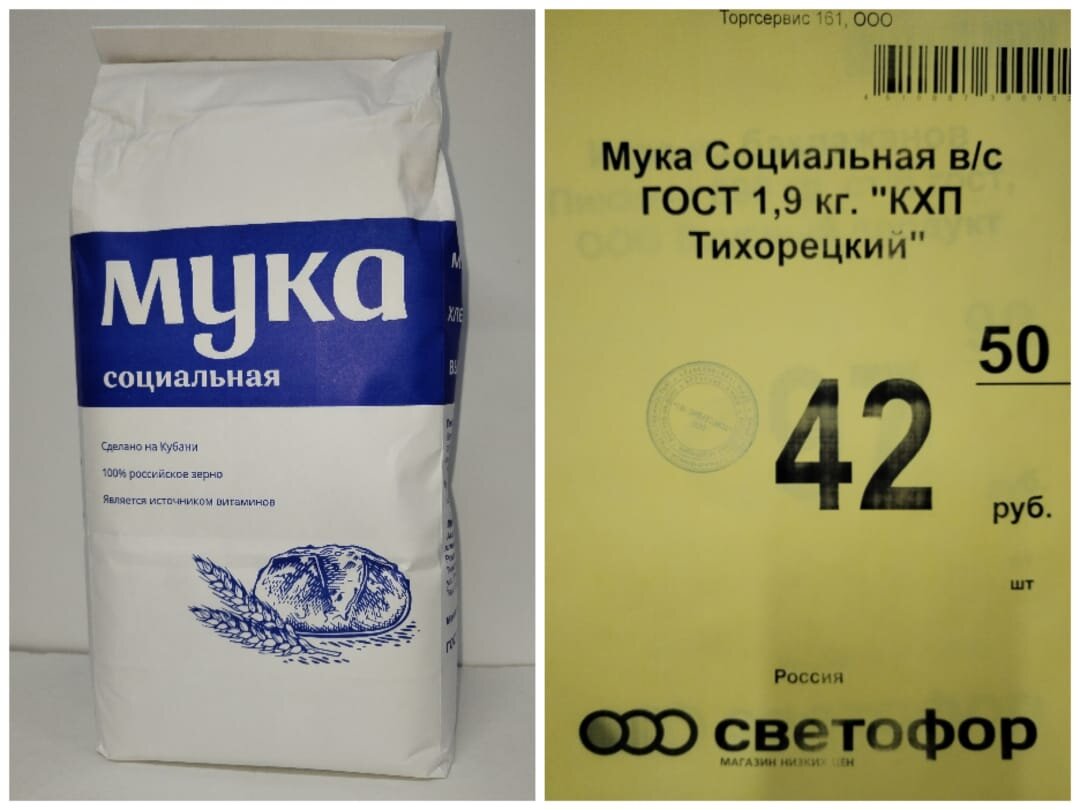 мука
социальная
Сделано на Кубани
100% российское зерно
Является источником витаминов
Торгсервис 161, ООО
Мука Социальная в/с
ГОСТ 1,9 кг. "КХП
Тихорецкий"
50
42
руб.
шт
Россия
светофор
МАГАЗИН НИЗКИХ ЦЕН